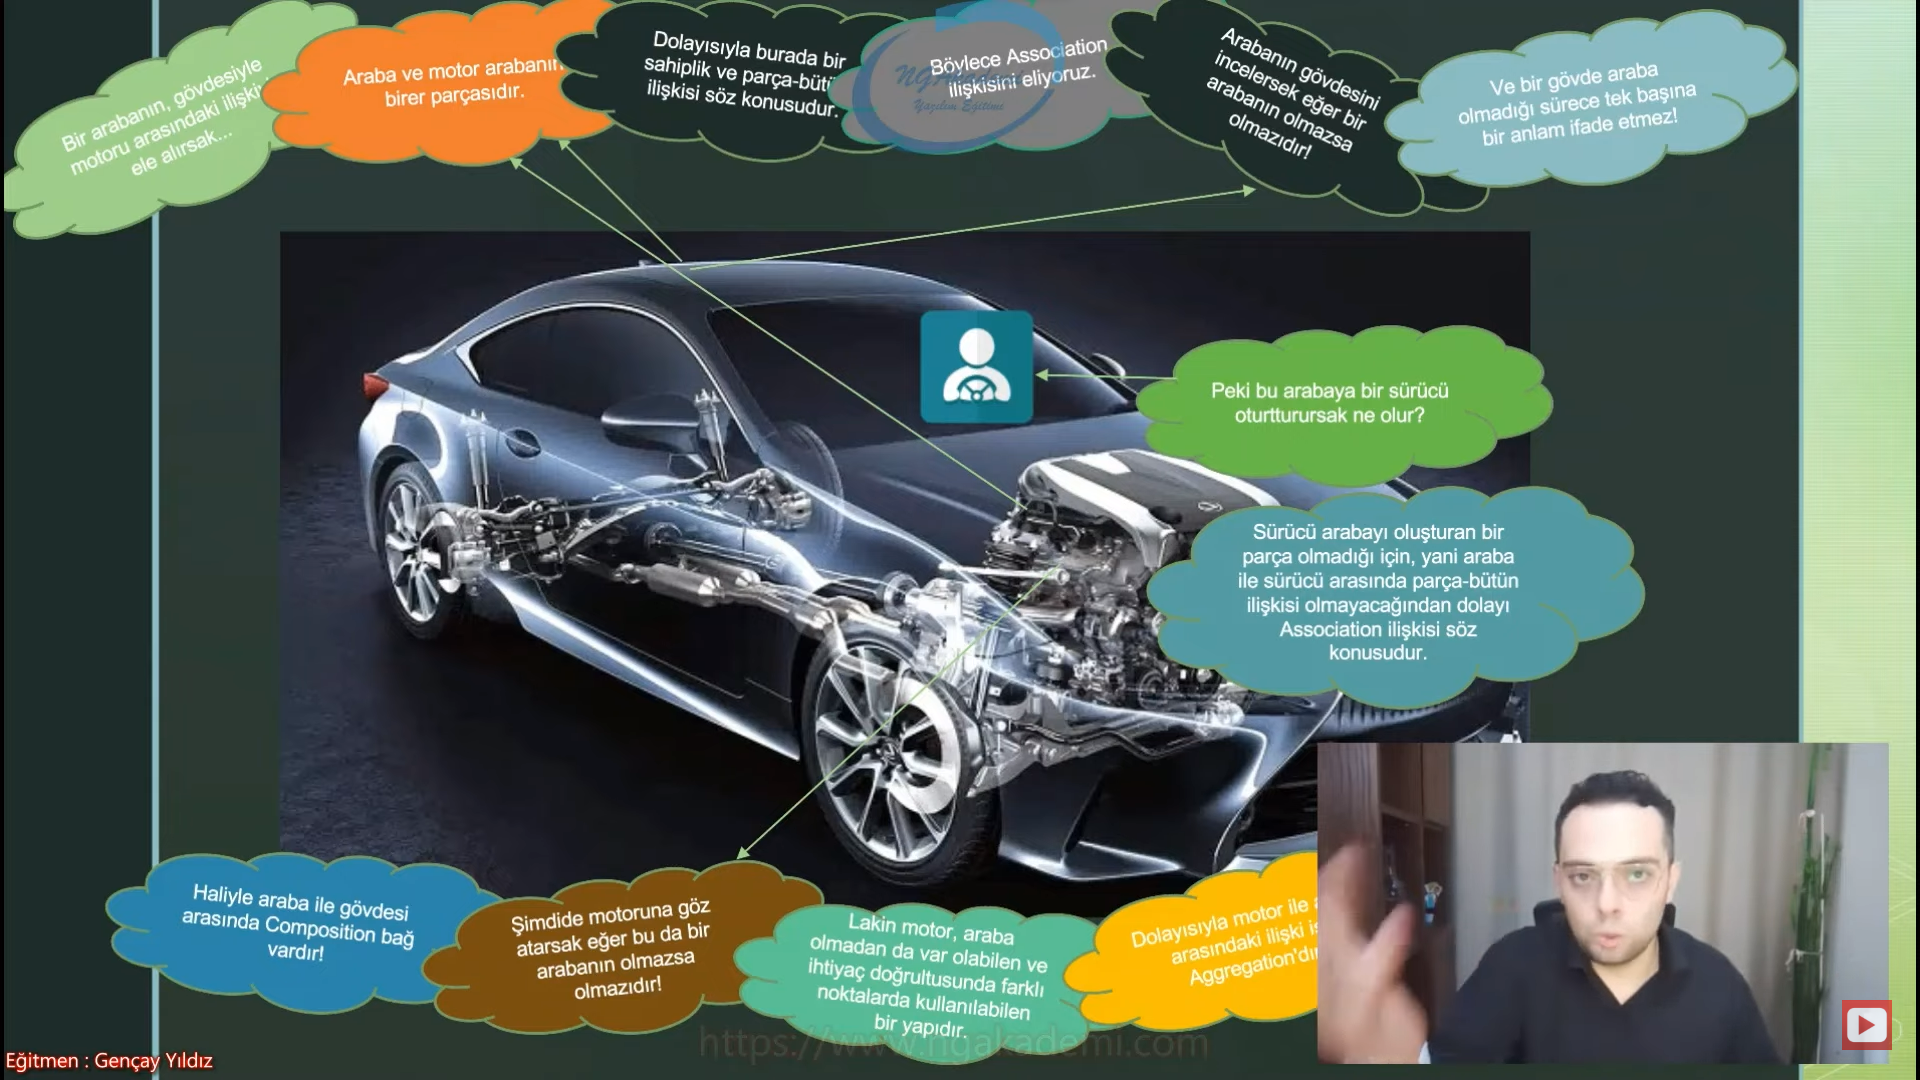 Bir arabanın, gövdesiyle
motoru arasındaki ilişki
ele alırsak...
Araba ve motor arabanın
birer parçasıdır.
Dolayısıyla burada bir
sahiplik ve parça-bütü
ilişkisi söz konusudur.
Böylece Association
ilişkisini eliyoruz.
NGAkademi
Yazılım Eğitimi
Arabanın gövdesini
incelersek eğer bir
arabanın olmazsa
olmazıdır!
Ve bir gövde araba
olmadığı sürece tek başına
bir anlam ifade etmez!
Peki bu arabaya bir sürücü
oturtturursak ne olur?
Sürücü arabayı oluşturan bir
parça olmadığı için, yani araba
ile sürücü arasında parça-bütün
ilişkisi olmayacağından dolayı
Association ilişkisi söz
konusudur.
Haliyle araba ile gövdesi
arasında Composition bağ
vardır!
Şimdide motoruna göz
atarsak eğer bu da bir
arabanın olmazsa
olmazıdır!
Lakin motor, araba
olmadan da var olabilen ve
ihtiyaç doğrultusunda farklı
noktalarda kullanılabilen
bir yapıdır.
Dolayısıyla motor ile a
arasındaki ilişki is
Aggregation'dır
https://www.ngakademi.com
Eğitmen : Gençay Yıldız